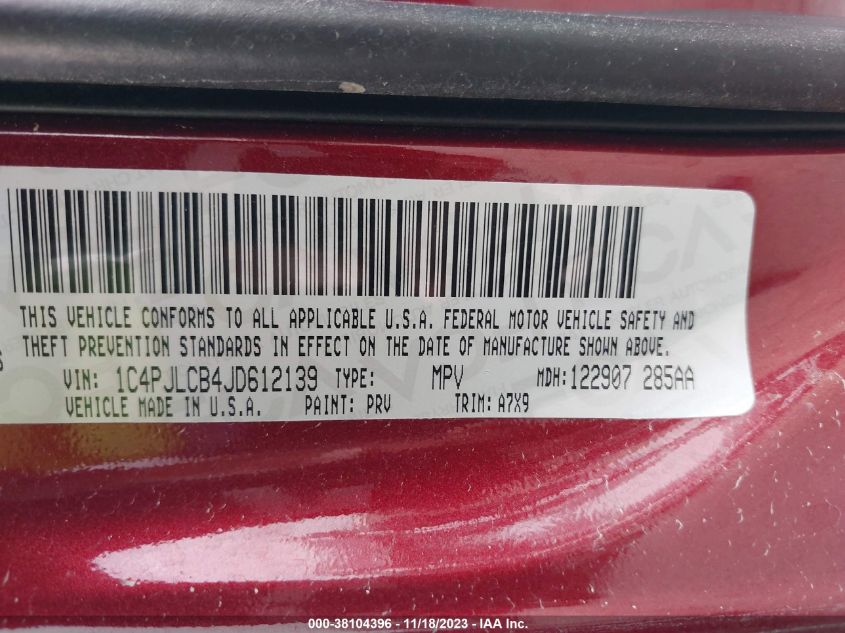 THIS VEHICLE CONFORMS TO ALL APPLICABLE U.S.A. FEDERAL MOTOR VEHICLE SAFETY AND
THEFT PREVENTION STANDARDS IN EFFECT ON THE DATE OF MANUFACTURE SHOWN ABOVE.
VIN: 1C4PJLCB4JD612139 TYPE: MPV MDH:122907 285AA
VEHICLE MADE IN U.S.A. PAINT: PRV TRIM: A7X9
000-38104396 - 11/18/2023 - IAA Inc.